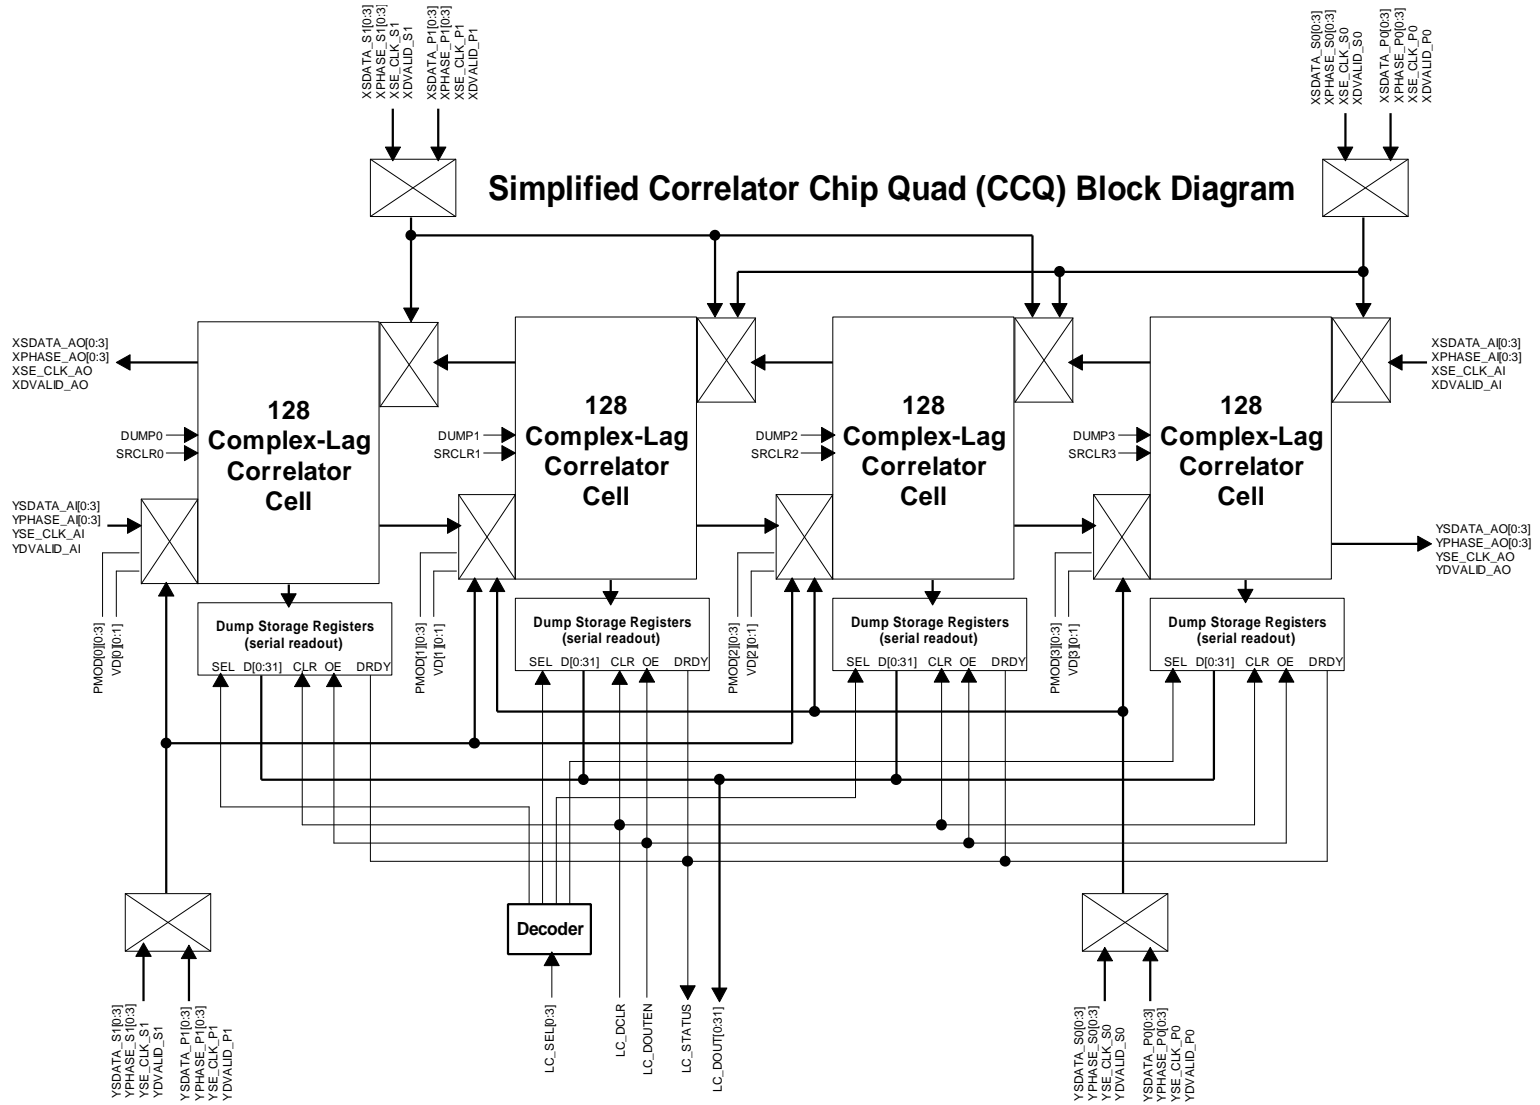 XSDATA_S1[0:3]
XPHASE_S1[0:3]
XSE_CLK_S1
XDVALID_S1
XSDATA_P1[0:3]
XPHASE_P1[0:3]
XSE_CLK_P1
XDVALID_P1
XSDATA_S0[0:3]
XPHASE_S0[0:3]
XSE_CLK_S0
XDVALID_S0
XSDATA_P0[0:3]
XPHASE_P0[0:3]
XSE_CLK_P0
XDVALID_P0
Simplified Correlator Chip Quad (CCQ) Block Diagram
XSDATA_AO[0:3]
XPHASE_AO[0:3]
XSE_CLK_AO
XDVALID_AO
XSDATA_AI[0:3]
XPHASE_AI[0:3]
XSE_CLK_AI
XDVALID_AI
128
Complex-Lag
Correlator
Cell
128
Complex-Lag
Correlator
Cell
128
Complex-Lag
Correlator
Cell
128
Complex-Lag
Correlator
Cell
DUMP0
SRCLR0
DUMP1
SRCLR1
DUMP2
SRCLR2
DUMP3
SRCLR3
YSDATA_AI[0:3]
YPHASE_AI[0:3]
YSE_CLK_AI
YDVALID_AI
YSDATA_AO[0:3]
YPHASE_AO[0:3]
YSE_CLK_AO
YDVALID_AO
PMOD[0][0:3]
VD[0][0:1]
PMOD[1][0:3]
VD[1][0:1]
PMOD[2][0:3]
VD[2][0:1]
PMOD[3][0:3]
VD[3][0:1]
Dump Storage Registers
(serial readout)
SEL D[0:31] CLR OE DRDY
Dump Storage Registers
(serial readout)
SEL D[0:31] CLR OE DRDY
Dump Storage Registers
(serial readout)
SEL D[0:31] CLR OE DRDY
Dump Storage Registers
(serial readout)
SEL D[0:31] CLR OE DRDY
Decoder
YSDATA_S1[0:3]
YPHASE_S1[0:3]
YSE_CLK_S1
YDVALID_S1
YSDATA_P1[0:3]
YPHASE_P1[0:3]
YSE_CLK_P1
YDVALID_P1
LC_SEL[0:3]
LC_DCLR
LC_DOUTEN
LC_STATUS
LC_DOUT[0:31]
YSDATA_S0[0:3]
YPHASE_S0[0:3]
YSE_CLK_S0
YDVALID_S0
YSDATA_P0[0:3]
YPHASE_P0[0:3]
YSE_CLK_P0
YDVALID_P0